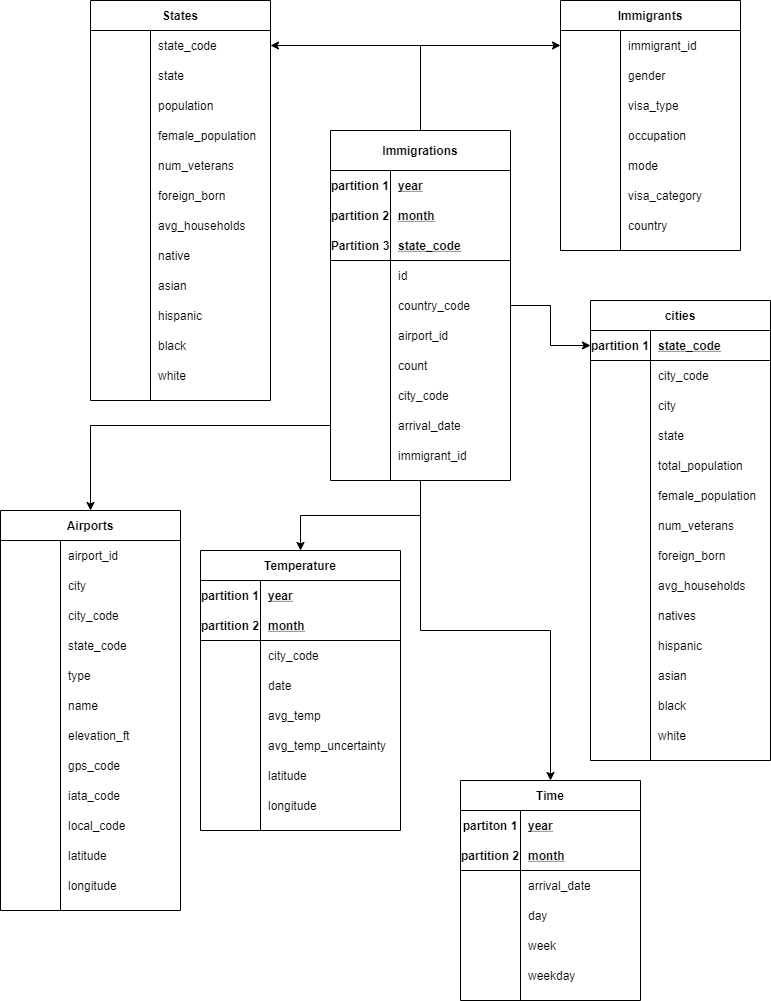 States
state_code
state
population
female_population
num_veterans
foreign_born
avg_households
native
asian
hispanic
black
white
Immigrants
immigrant_id
gender
visa_type
occupation
mode
visa_category
country
Immigrations
partition 1 year
partition 2 month
Partition 3 state_code
id
country_code
airport_id
count
city_code
arrival_date
immigrant_id
cities
partition 1 state_code
city_code
city
state
total_population
female_population
num_veterans
foreign_born
avg_households
natives
hispanic
asian
black
white
Airports
airport_id
city
city_code
state_code
type
name
elevation_ft
gps_code
iata_code
local_code
latitude
longitude
Temperature
partition 1 year
partition 2 month
city_code
date
avg_temp
avg_temp_uncertainty
latitude
longitude
Time
partiton 1 year
partition 2 month
arrival_date
day
week
weekday